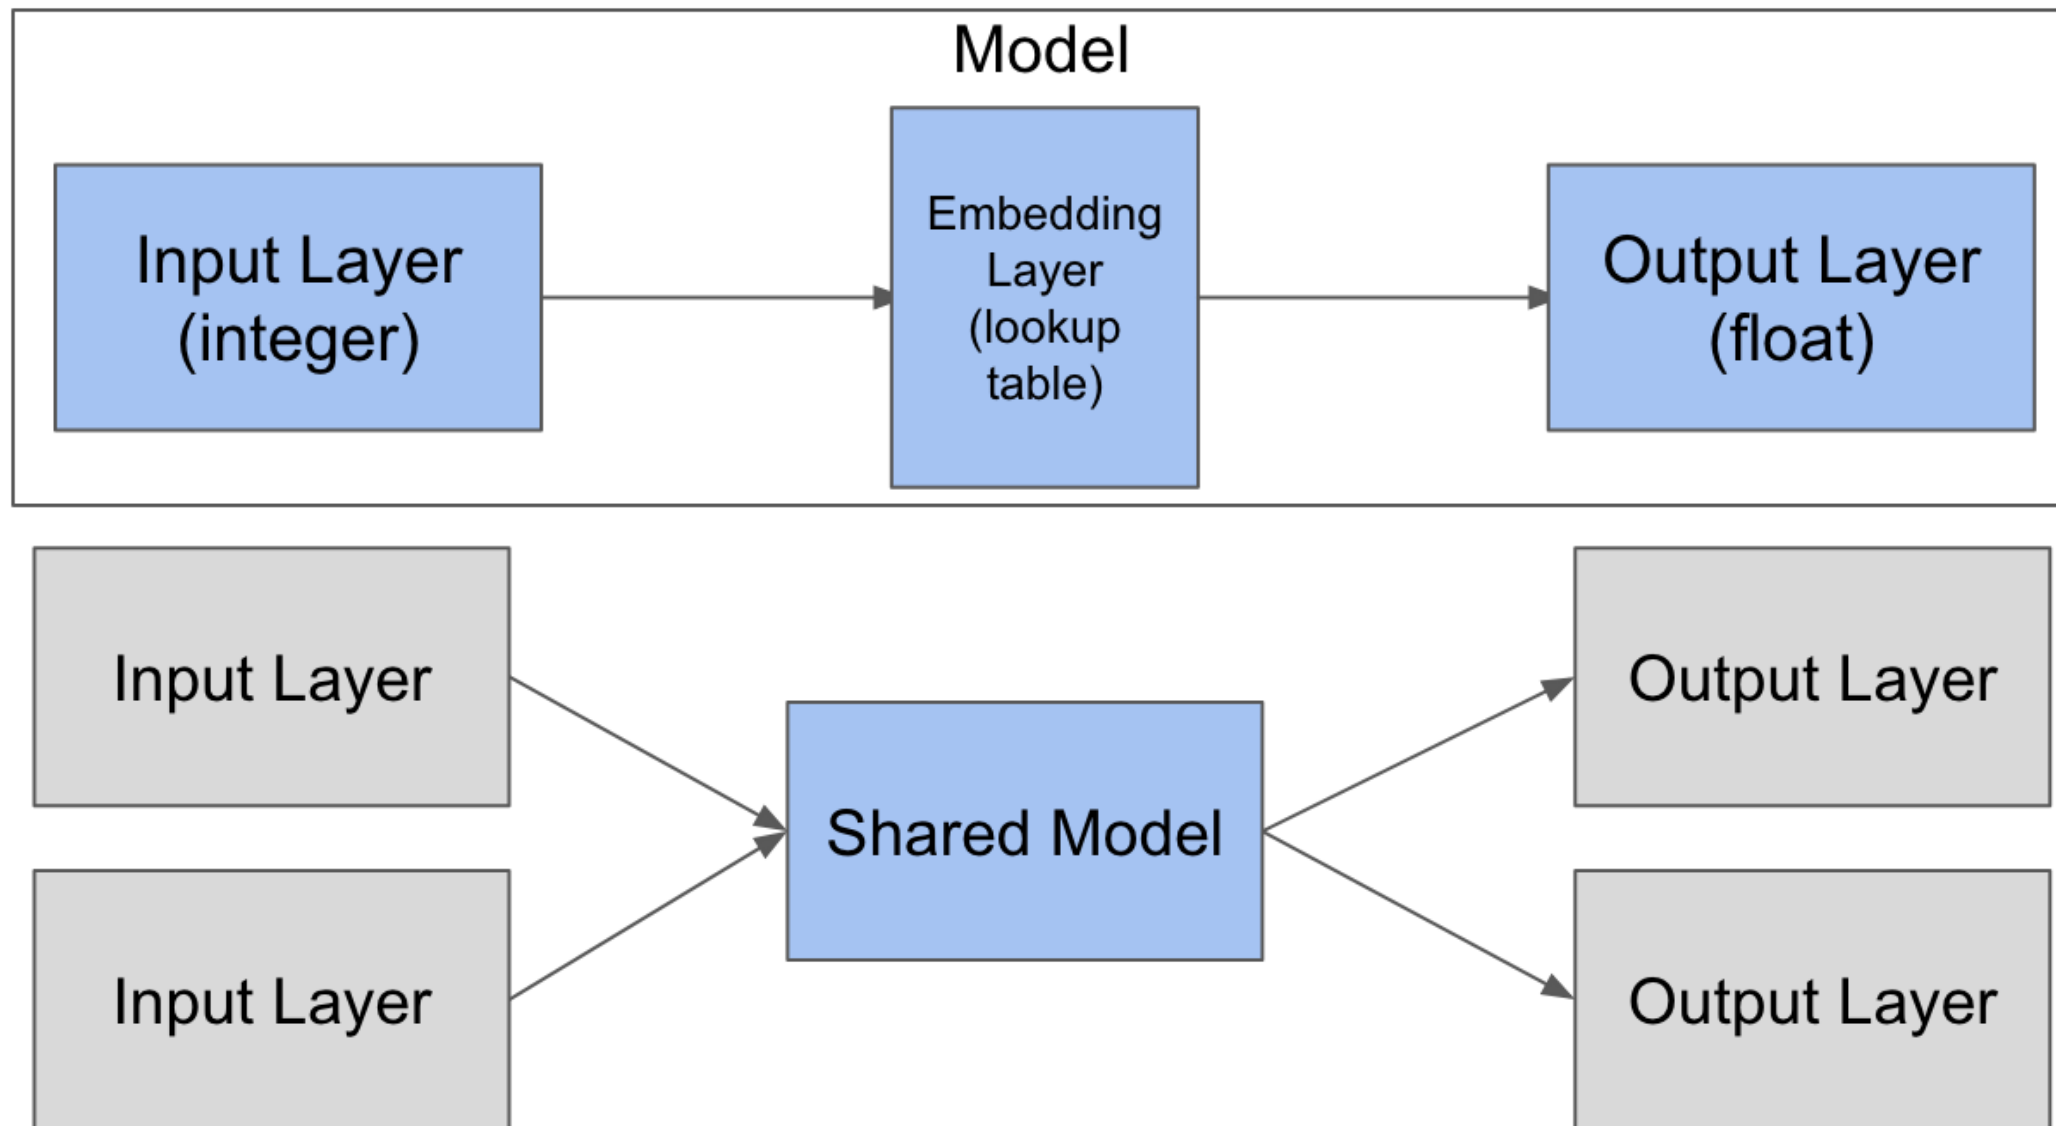 Model
Input Layer
(integer)
Embedding
Layer
(lookup
table)
Output Layer
(float)
Input Layer
Output Layer
Shared Model
Input Layer
Output Layer